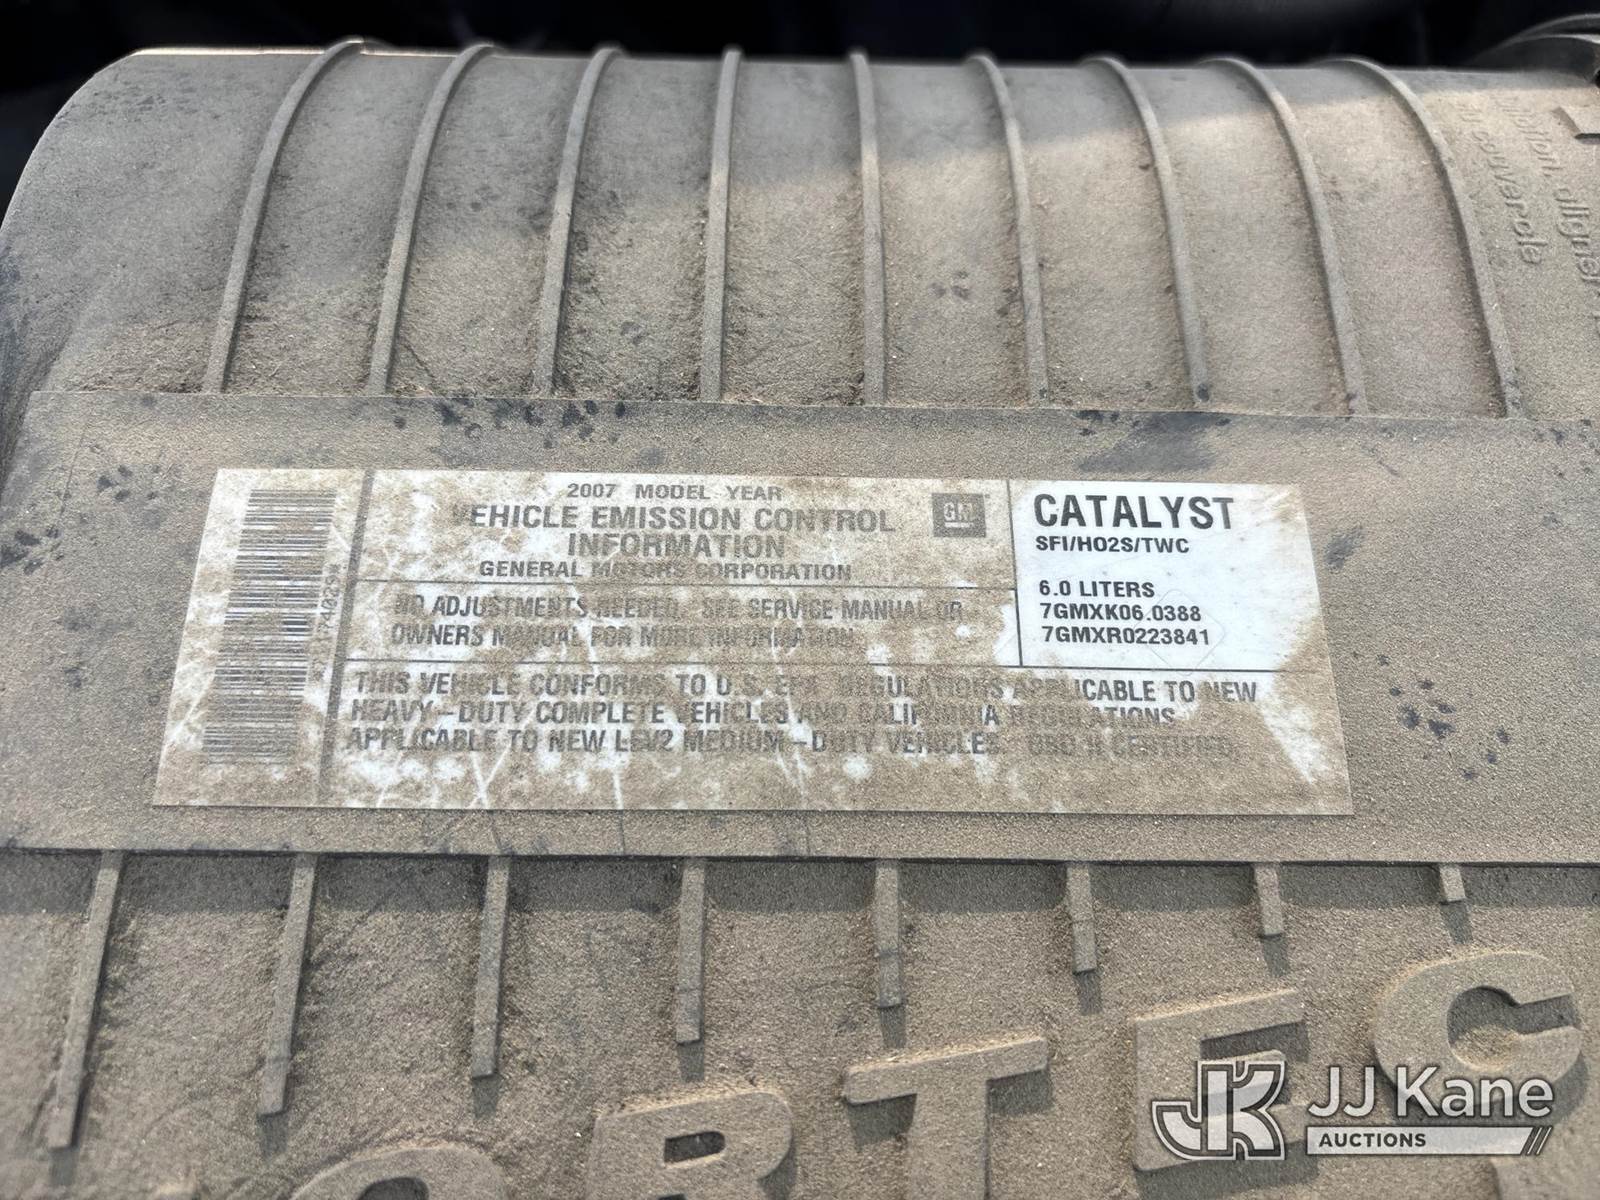 2007 MODEL YEAR
VEHICLE EMISSION CONTROL
INFORMATION
GENERAL MOTORS CORPORATION
GM
NO ADJUSTMENTS NEEDED. SEE SERVICE MANUAL OR
OWNERS MANUAL FOR MORE INFORMATION
THIS VEHICLE CONFORMS TO U.S. EPA REGULATIONS APPLICABLE TO NEW
HEAVY-DUTY COMPLETE VEHICLES AND CALIFORNIA REGULATIONS
APPLICABLE TO NEW LEV2 MEDIUM-DUTY VEHICLES. OBD II CERTIFIED.
CATALYST
SFI/HO2S/TWC
6.0 LITERS
7GMXK06.0388
7GMXR0223841
ORTEC
JJ Kane
AUCTIONS